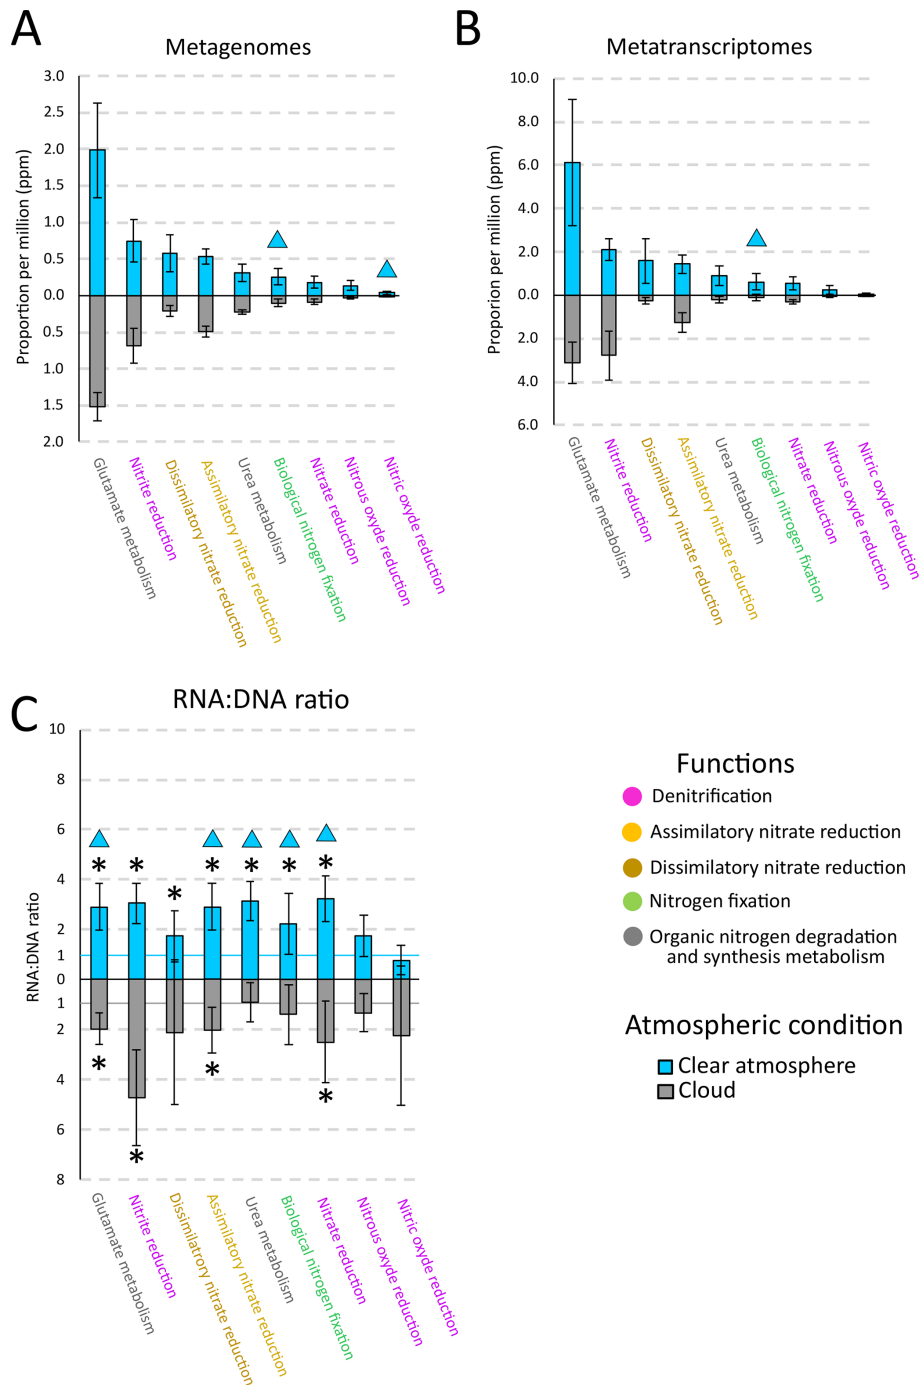 A
Metagenomes
Proportion per million (ppm)
3.0
2.5
2.0
1.5
1.0
0.5
0.0
0.5
1.0
1.5
2.0
Glutamate metabolism
Nitrite reduction
Dissimilatory nitrate reduction
Assimilatory nitrate reduction
Urea metabolism
Biological nitrogen fixation
Nitrate reduction
Nitrous oxyde reduction
Nitric oxyde reduction
B
Metatranscriptomes
Proporion per million (ppm)
10.0
8.0
6.0
4.0
2.0
0.0
2.0
4.0
6.0
Glutamate metabolism
Nitrite reduction
Dissimilatory nitrate reduction
Assimilatory nitrate reduction
Urea metabolism
Biological nitrogen fixation
Nitrate reduction
Nitrous oxyde reduction
Nitric oxyde reduction
C
RNA:DNA ratio
RNA:DNA ratio
10
8
6
4
2
1
0
1
2
4
6
8
* * * * * * *
* * * *
Glutamate metabolism
Nitrite reduction
Dissimilatrory nitrate reduction
Assimilatory nitrate reduction
Urea metabolism
Biological nitrogen fixation
Nitrate reduction
Nitrous oxyde reduction
Nitric oxyde reduction
Functions
Denitrification
Assimilatory nitrate reduction
Dissimilatory nitrate reduction
Nitrogen fixation
Organic nitrogen degradation
and synthesis metabolism
Atmospheric condition
Clear atmosphere
Cloud